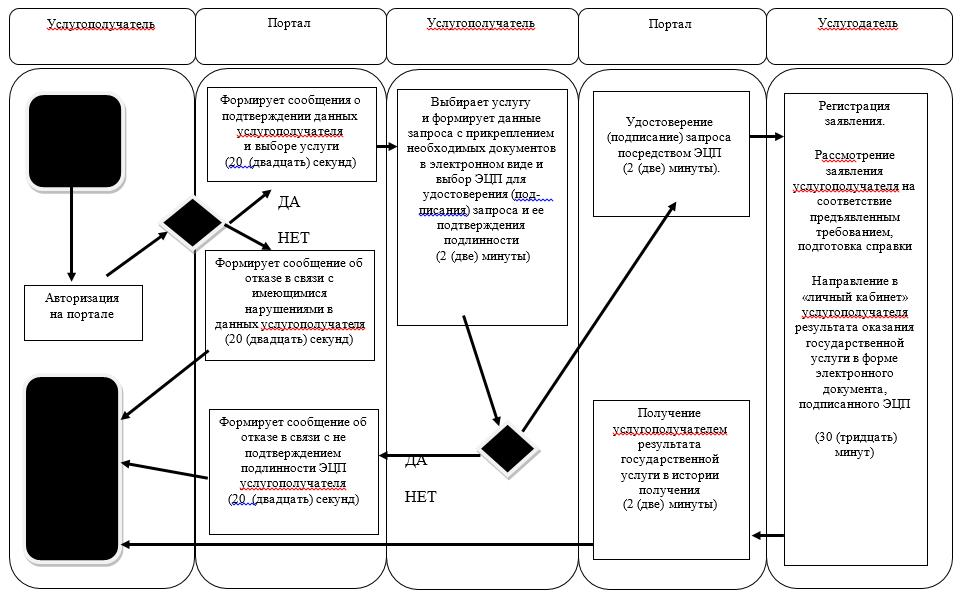 Услугополучатель
Портал
Услугополучатель
Портал
Услугодатель
Авторизация
на портале
Формирует сообщения о
подтверждении данных
услугополучателя
и выборе услуги
(20 (двадцать) секунд)
ДА
НЕТ
Формирует сообщение об
отказе в связи с
имеющимися
нарушениями в
данных услугополучателя
(20 (двадцать) секунд)
Формирует сообщение об
отказе в связи с не
подтверждением
подлинности ЭЦП
услугополучателя
(20 (двадцать) секунд)
Выбирает услугу
и формирует данные
запроса с прикреплением
необходимых документов
в электронном виде и
выбор ЭЦП для
удостоверения (под-
писания) запроса и ее
подтверждения
подлинности
(2 (две) минуты)
ДА
НЕТ
Удостоверение
(подписание) запроса
посредством ЭЦП
(2 (две) минуты).
Получение
услугополучателем
результата
государственной
услуги в истории
получения
(2 (две) минуты)
Регистрация
заявления.
Рассмотрение
заявления
услугополучателя на
соответствие
предъявленным
требованием,
подготовка справки
Направление в
«личный кабинет»
услугополучателя
результата оказания
государственной
услуги в форме
электронного
документа,
подписанного ЭЦП
(30 (тридцать)
минут)